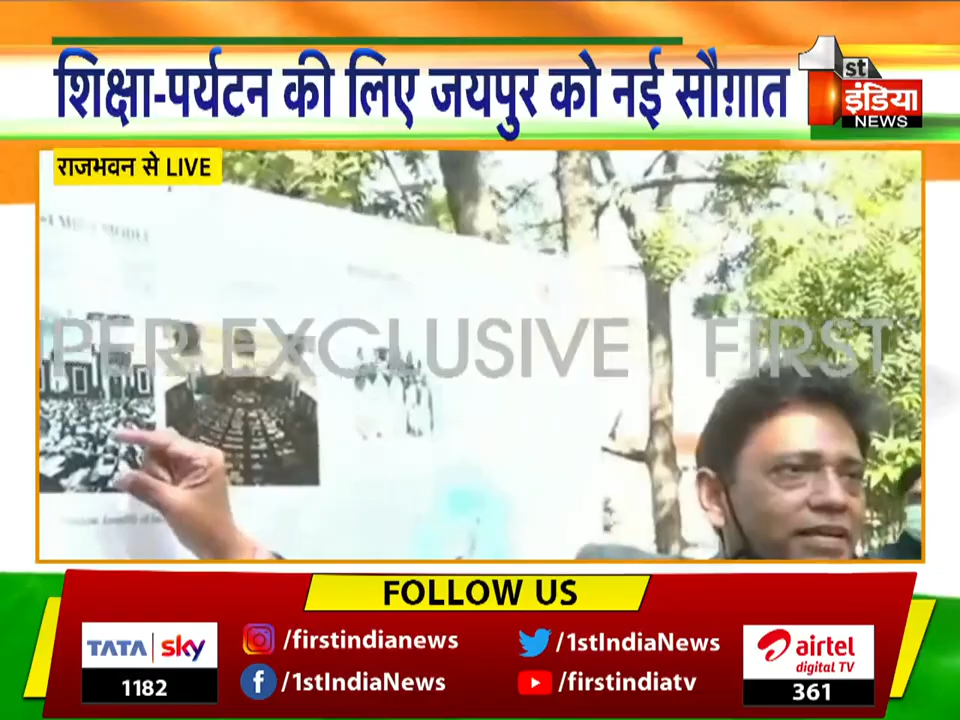 शिक्षा-पर्यटन की लिए जयपुर को नई सौग़ात
1st
इंडिया
NEWS
राजभवन से LIVE
PER EXCLUSIVE FIRST
FOLLOW US
TATA sky
1182
/firstindianews
/1stIndiaNews
/1stIndiaNews
/firstindiatv
airtel
digital TV
361